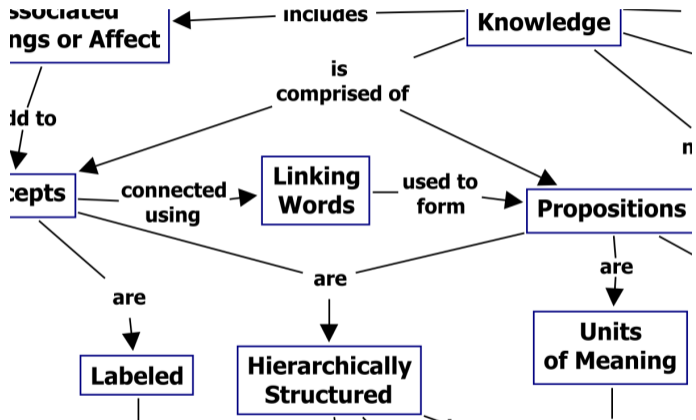 ssociated
includes
Knowledge
ngs or Affect
is
comprised of
dd to
cepts
connected
using
Linking
Words
used to
form
Propositions
are
are
are
Units
of Meaning
Labeled
Hierarchically
Structured